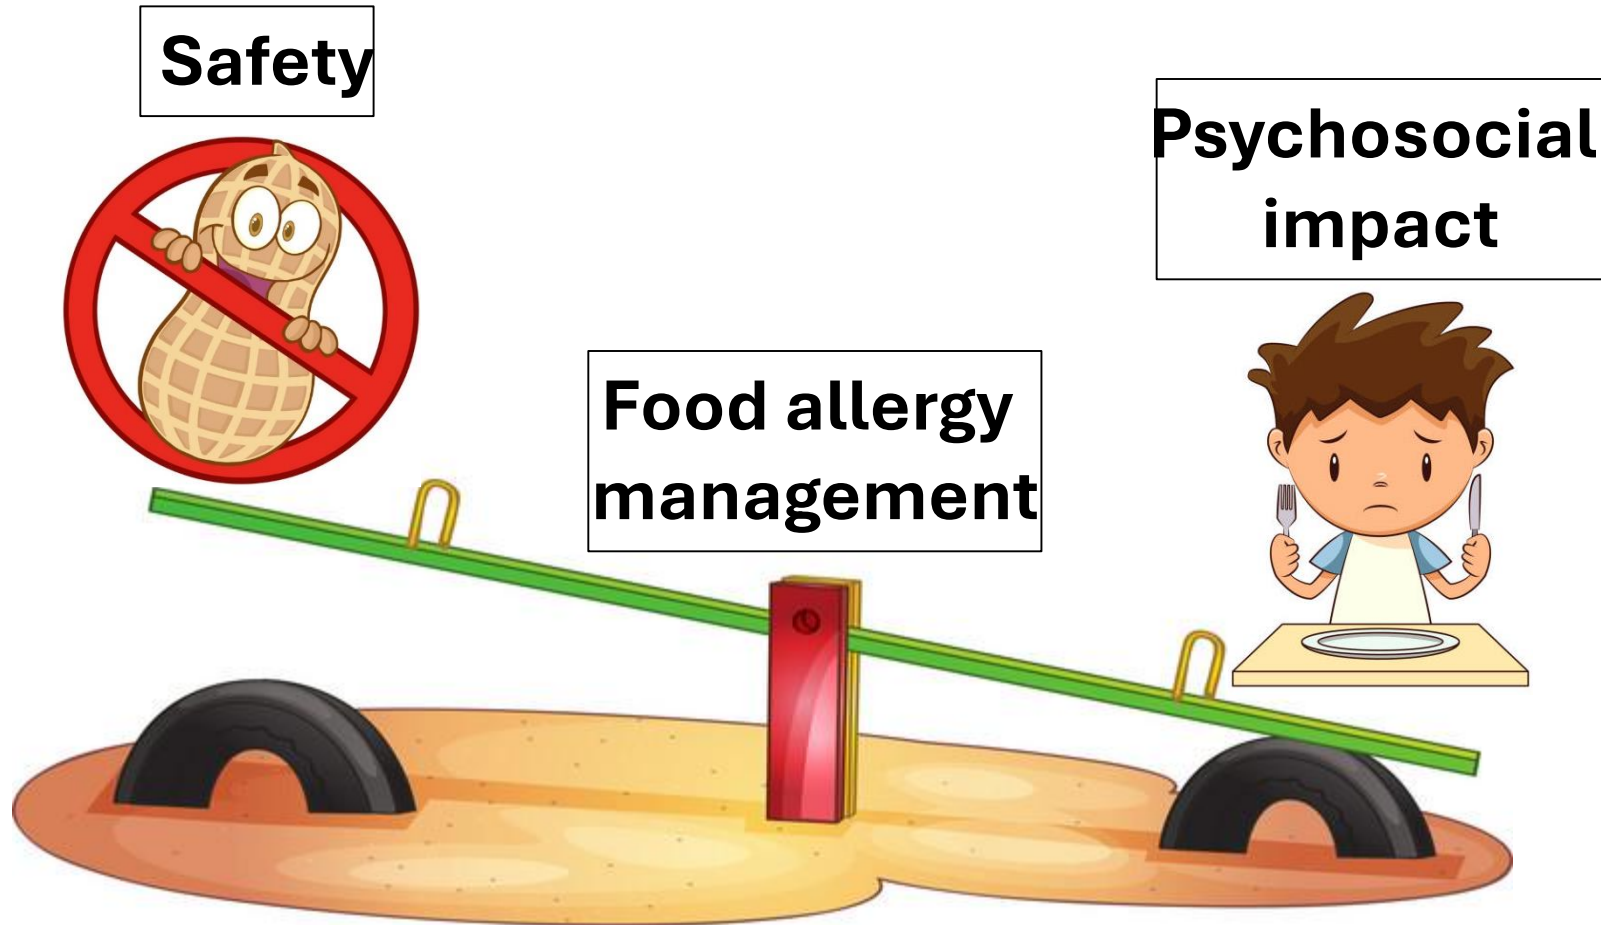 Safety
Psychosocial
impact
Food allergy
management